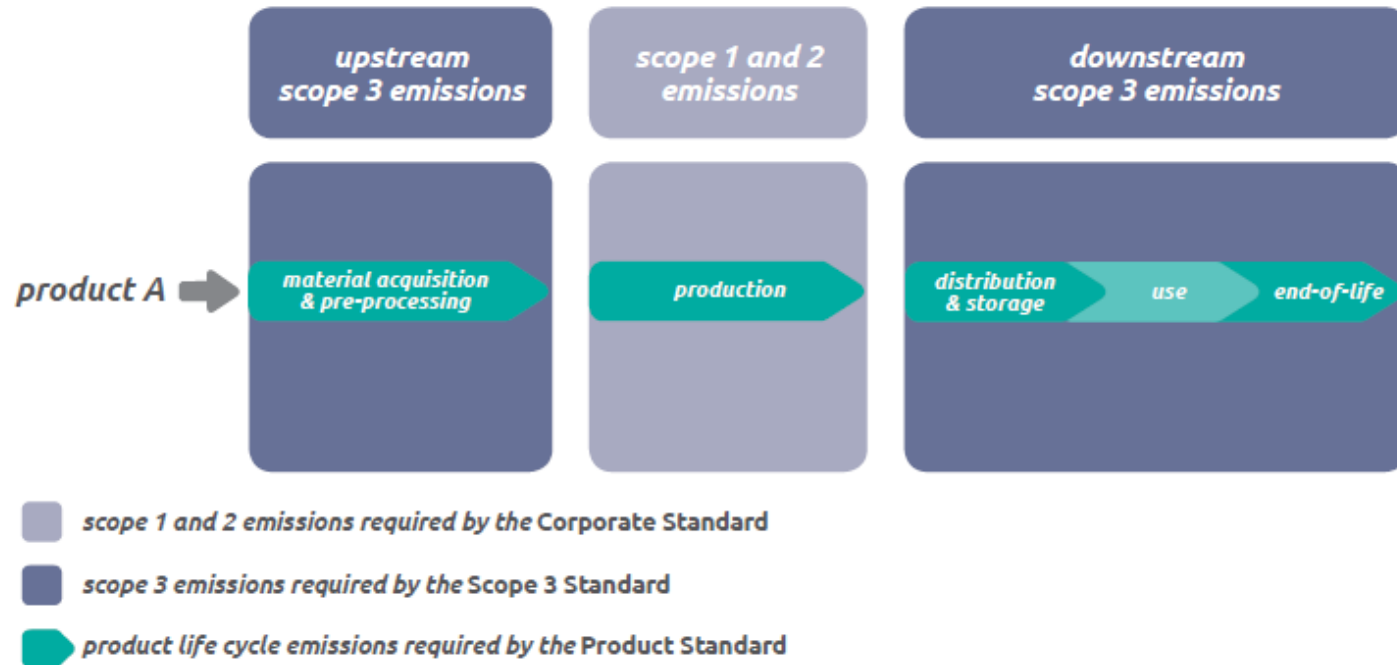 upstream
scope 3 emissions
scope 1 and 2
emissions
downstream
scope 3 emissions
product A
material acquisition
& pre-processing
production
distribution
& storage
use
end-of-life
scope 1 and 2 emissions required by the Corporate Standard
scope 3 emissions required by the Scope 3 Standard
product life cycle emissions required by the Product Standard